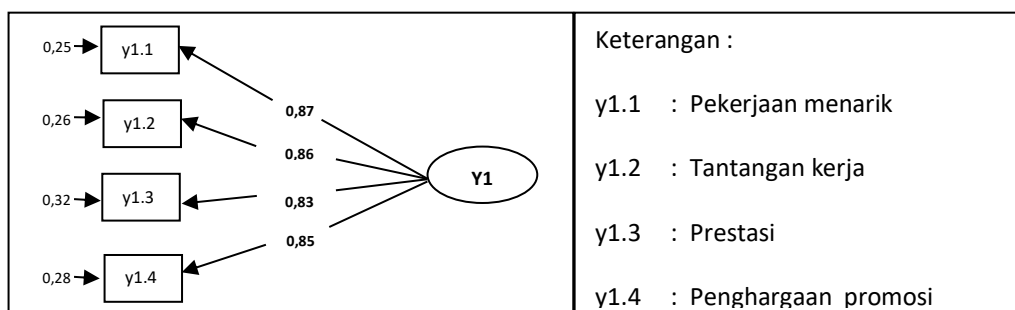 0,25
y1.1
0,87
0,26
y1.2
0,86
Y1
0,32
y1.3
0,83
0,85
0,28
y1.4
Keterangan :
y1.1 : Pekerjaan menarik
y1.2 : Tantangan kerja
y1.3 : Prestasi
y1.4 : Penghargaan promosi